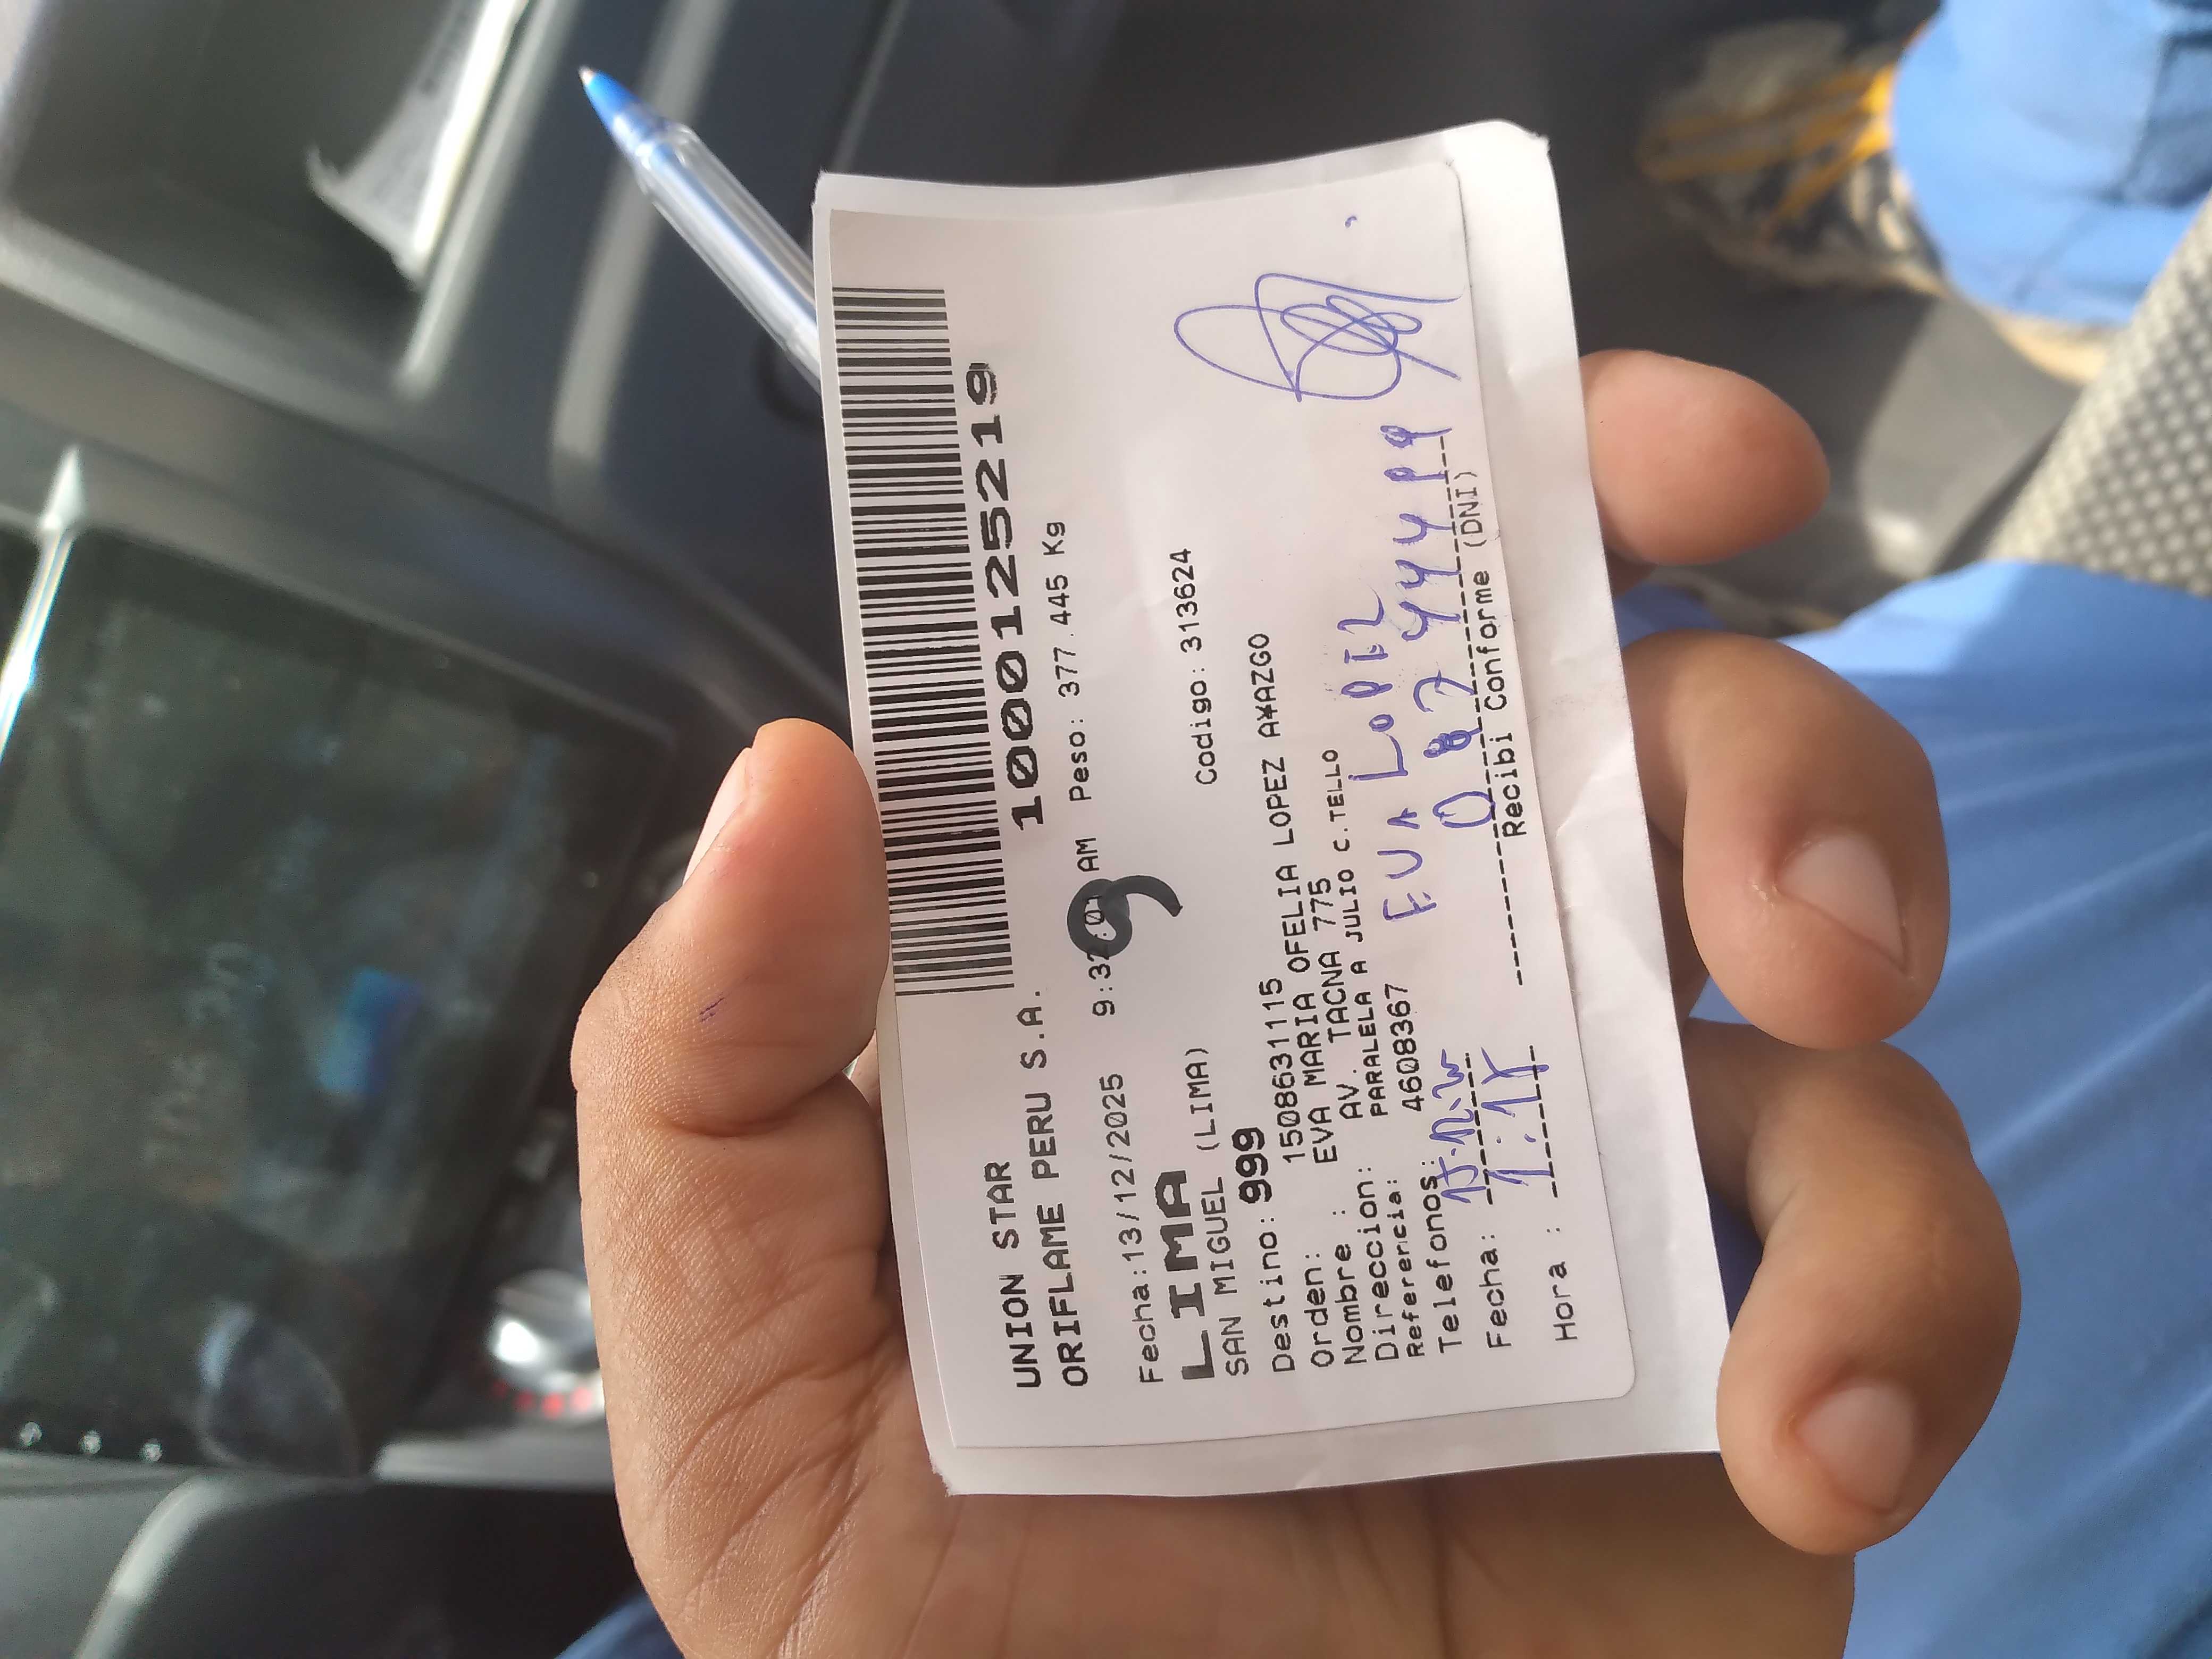 UNION STAR
ORIFLAME PERU S.A. 10001252519
Fecha:13/12/2025 9:3 AM Peso: 377.445 Kg
9
LIMA
SAN MIGUEL (LIMA) Codigo: 313624
Destino: 999
Orden: 1508631115
Nombre : EVA MARIA OFELIA LOPEZ A¥AZGO
Direccion: AV. TACNA 775
Referencia: PARALELA A JULIO C.TELLO
Telefonos: 4608367
EVA LOPEZ
Fecha:
Hora :
Recibi Conforme (DNI)